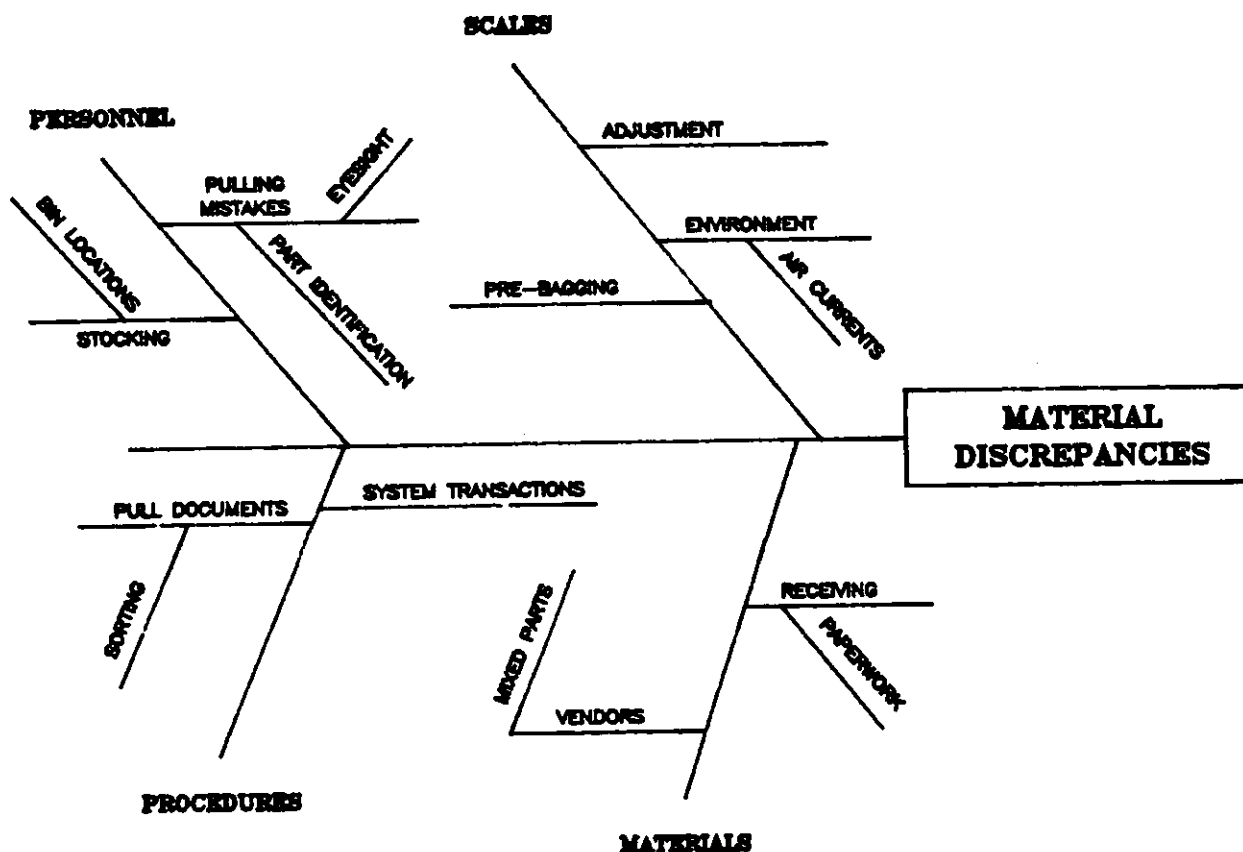 SCALES
PERSONNEL
ADJUSTMENT
EYESIGHT
PULLING
MISTAKES
BIN LOCATIONS
ENVIRONMENT
PART IDENTIFICATION
AIR CURRENTS
PRE-BAGGING
STOCKING
MATERIAL
DISCREPANCIES
SYSTEM TRANSACTIONS
PULL DOCUMENTS
RECEIVING
SORTING
MIXED PARTS
PAPERWORK
VENDORS
PROCEDURES
MATERIALS